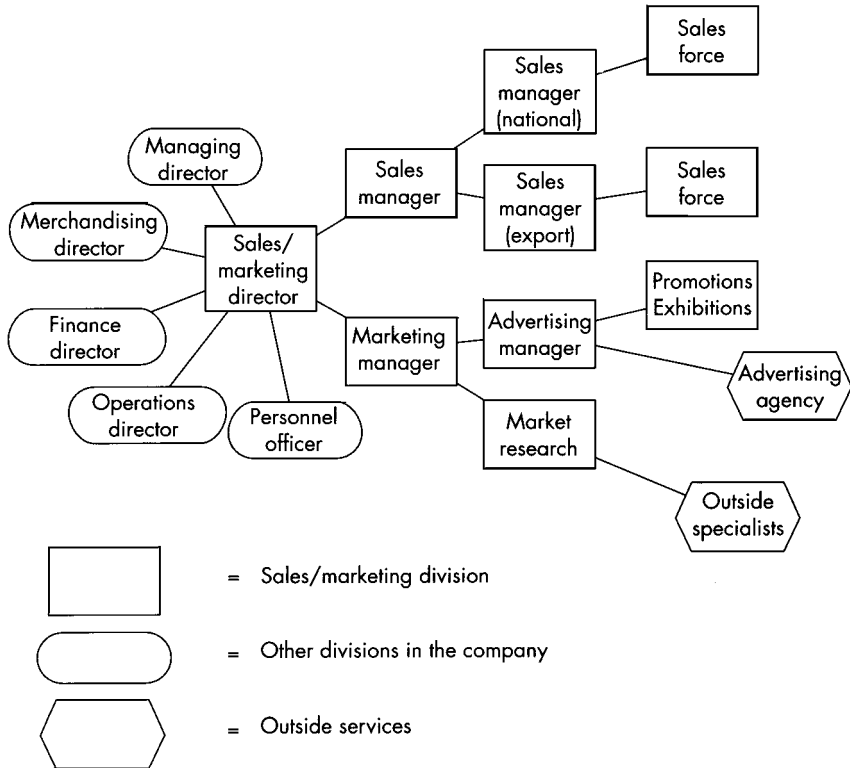 Sales
force
Sales
manager
(national)
Managing
director
Sales
manager
Sales
manager
(export)
Sales
force
Merchandising
director
Sales/
marketing
director
Finance
director
Marketing
manager
Advertising
manager
Promotions
Exhibitions
Advertising
agency
Operations
director
Personnel
officer
Market
research
Outside
specialists
= Sales/marketing division
= Other divisions in the company
= Outside services